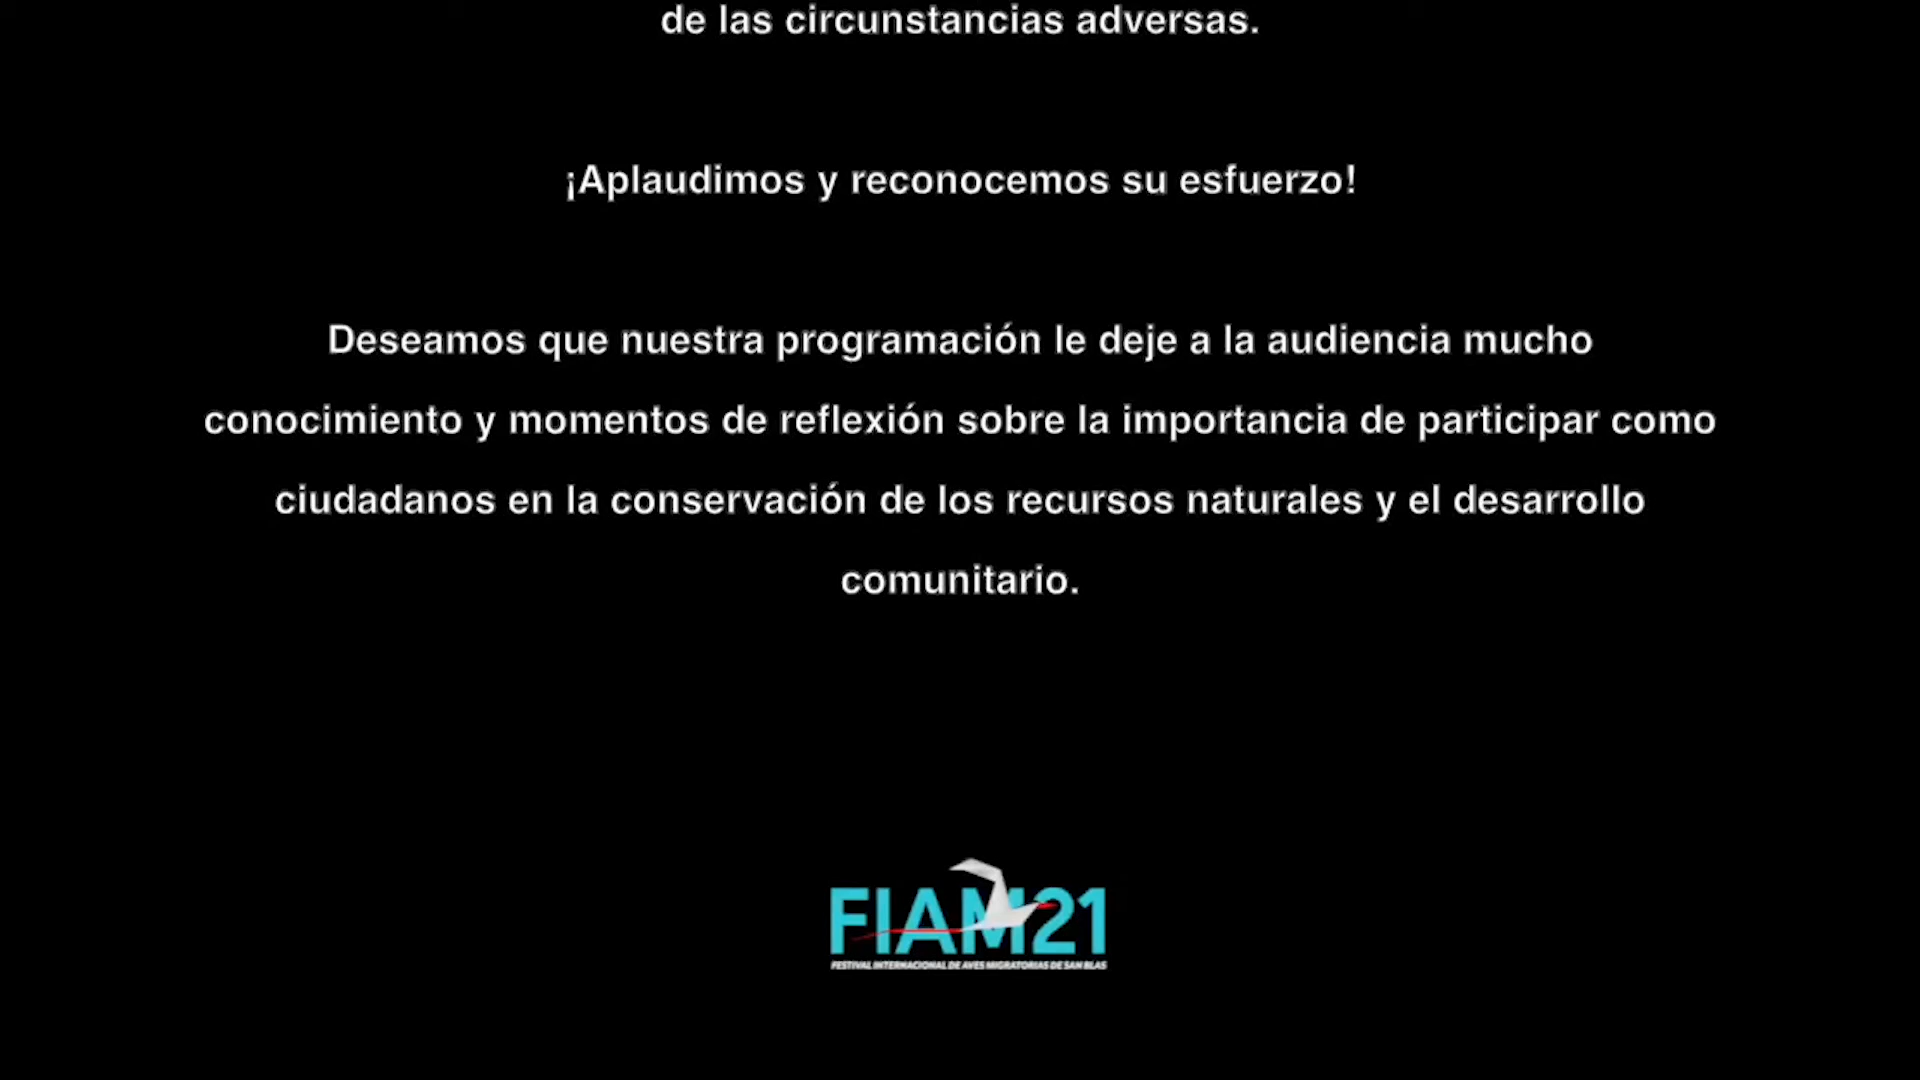 de las circunstancias adversas.
¡Aplaudimos y reconocemos su esfuerzo!
Deseamos que nuestra programación le deje a la audiencia mucho
conocimiento y momentos de reflexión sobre la importancia de participar como
ciudadanos en la conservación de los recursos naturales y el desarrollo
comunitario.
FIAM21
FESTIVAL INTERNACIONAL DE AVES MIGRATORIAS DE SAN BLAS